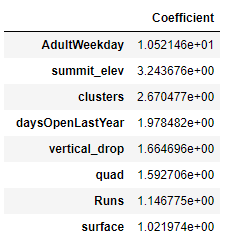 Coefficient
AdultWeekday 1.052146e+01
summit_elev 3.243676e+00
clusters 2.670477e+00
daysOpenLastYear 1.978482e+00
vertical_drop 1.664696e+00
quad 1.592706e+00
Runs 1.146775e+00
surface 1.021974e+00